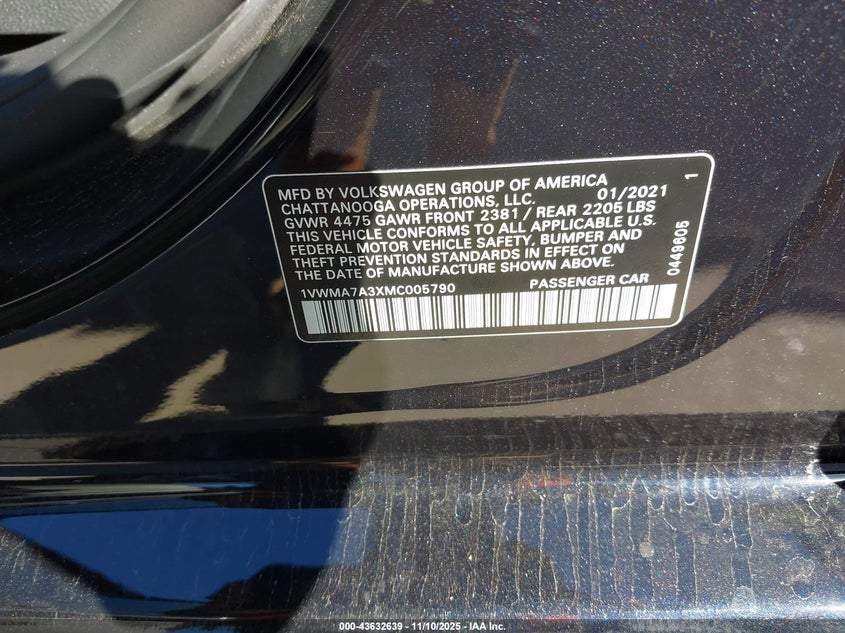 MFD BY VOLKSWAGEN GROUP OF AMERICA 01/2021 1
CHATTANOOGA OPERATIONS, LLC.
GVWR 4475 GAWR FRONT 2381 / REAR 2205 LBS
THIS VEHICLE CONFORMS TO ALL APPLICABLE U.S.
FEDERAL MOTOR VEHICLE SAFETY, BUMPER AND
THEFT PREVENTION STANDARDS IN EFFECT ON
THE DATE OF MANUFACTURE SHOWN ABOVE.
1VWMA7A3XMC005790 PASSENGER CAR
0449605
000-43632639 - 11/10/2025 - IAA Inc.